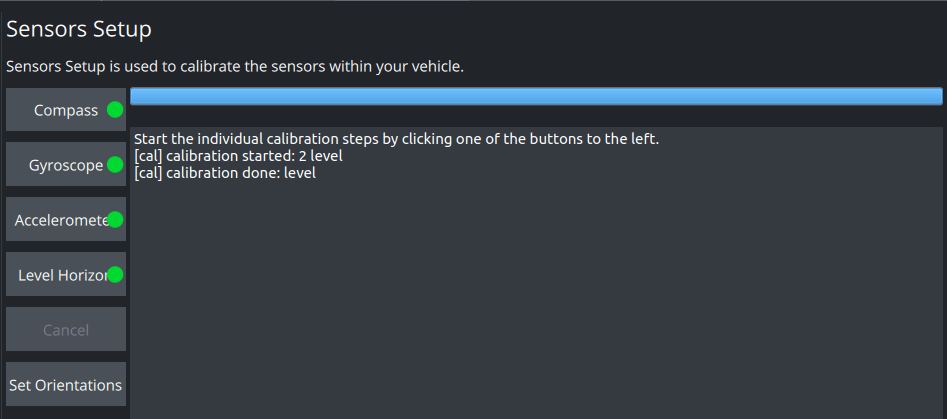 Sensors Setup
Sensors Setup is used to calibrate the sensors within your vehicle.
Compass
Gyroscope
Acceleromete
Level Horizon
Cancel
Set Orientations
Start the individual calibration steps by clicking one of the buttons to the left.
[cal] calibration started: 2 level
[cal] calibration done: level